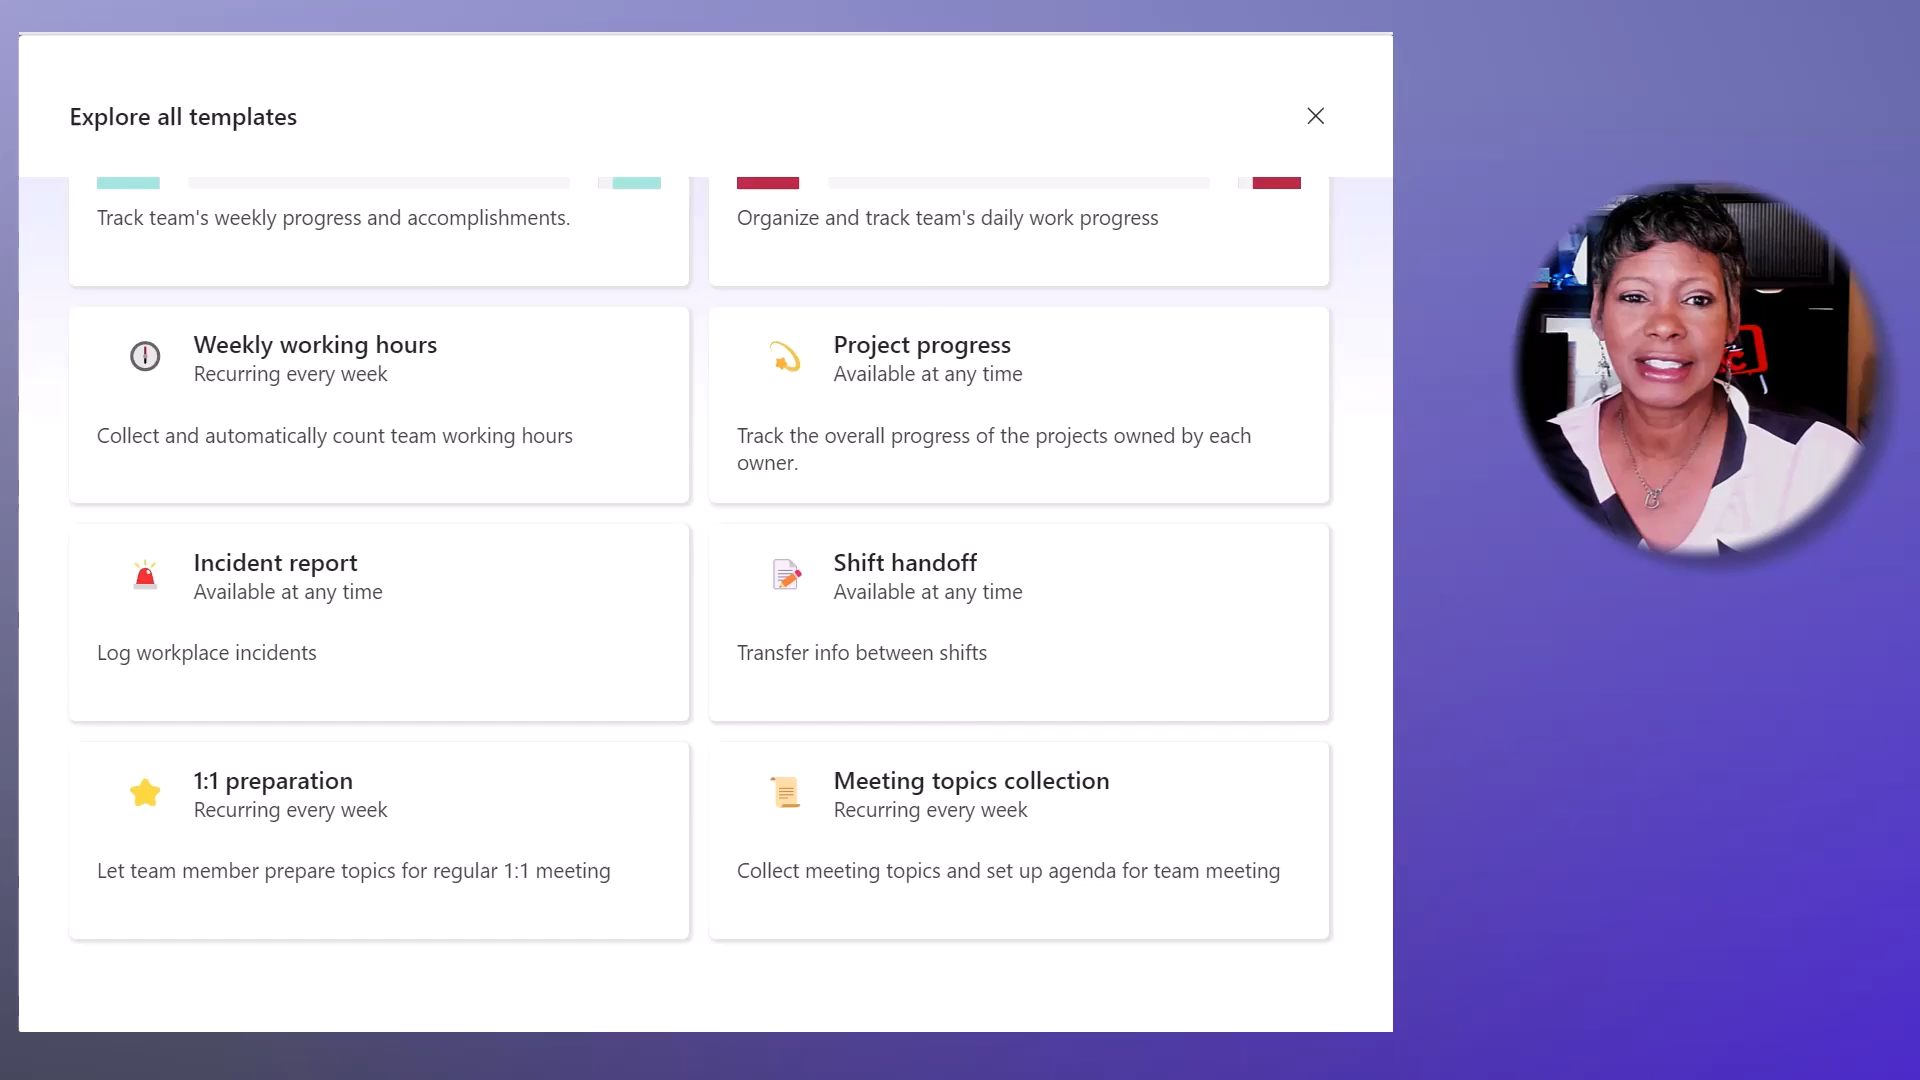 Explore all templates
Track team's weekly progress and accomplishments.
Organize and track team's daily work progress
Weekly working hours
Recurring every week
Collect and automatically count team working hours
Project progress
Available at any time
Track the overall progress of the projects owned by each
owner.
Incident report
Available at any time
Log workplace incidents
Shift handoff
Available at any time
Transfer info between shifts
1:1 preparation
Recurring every week
Let team member prepare topics for regular 1:1 meeting
Meeting topics collection
Recurring every week
Collect meeting topics and set up agenda for team meeting